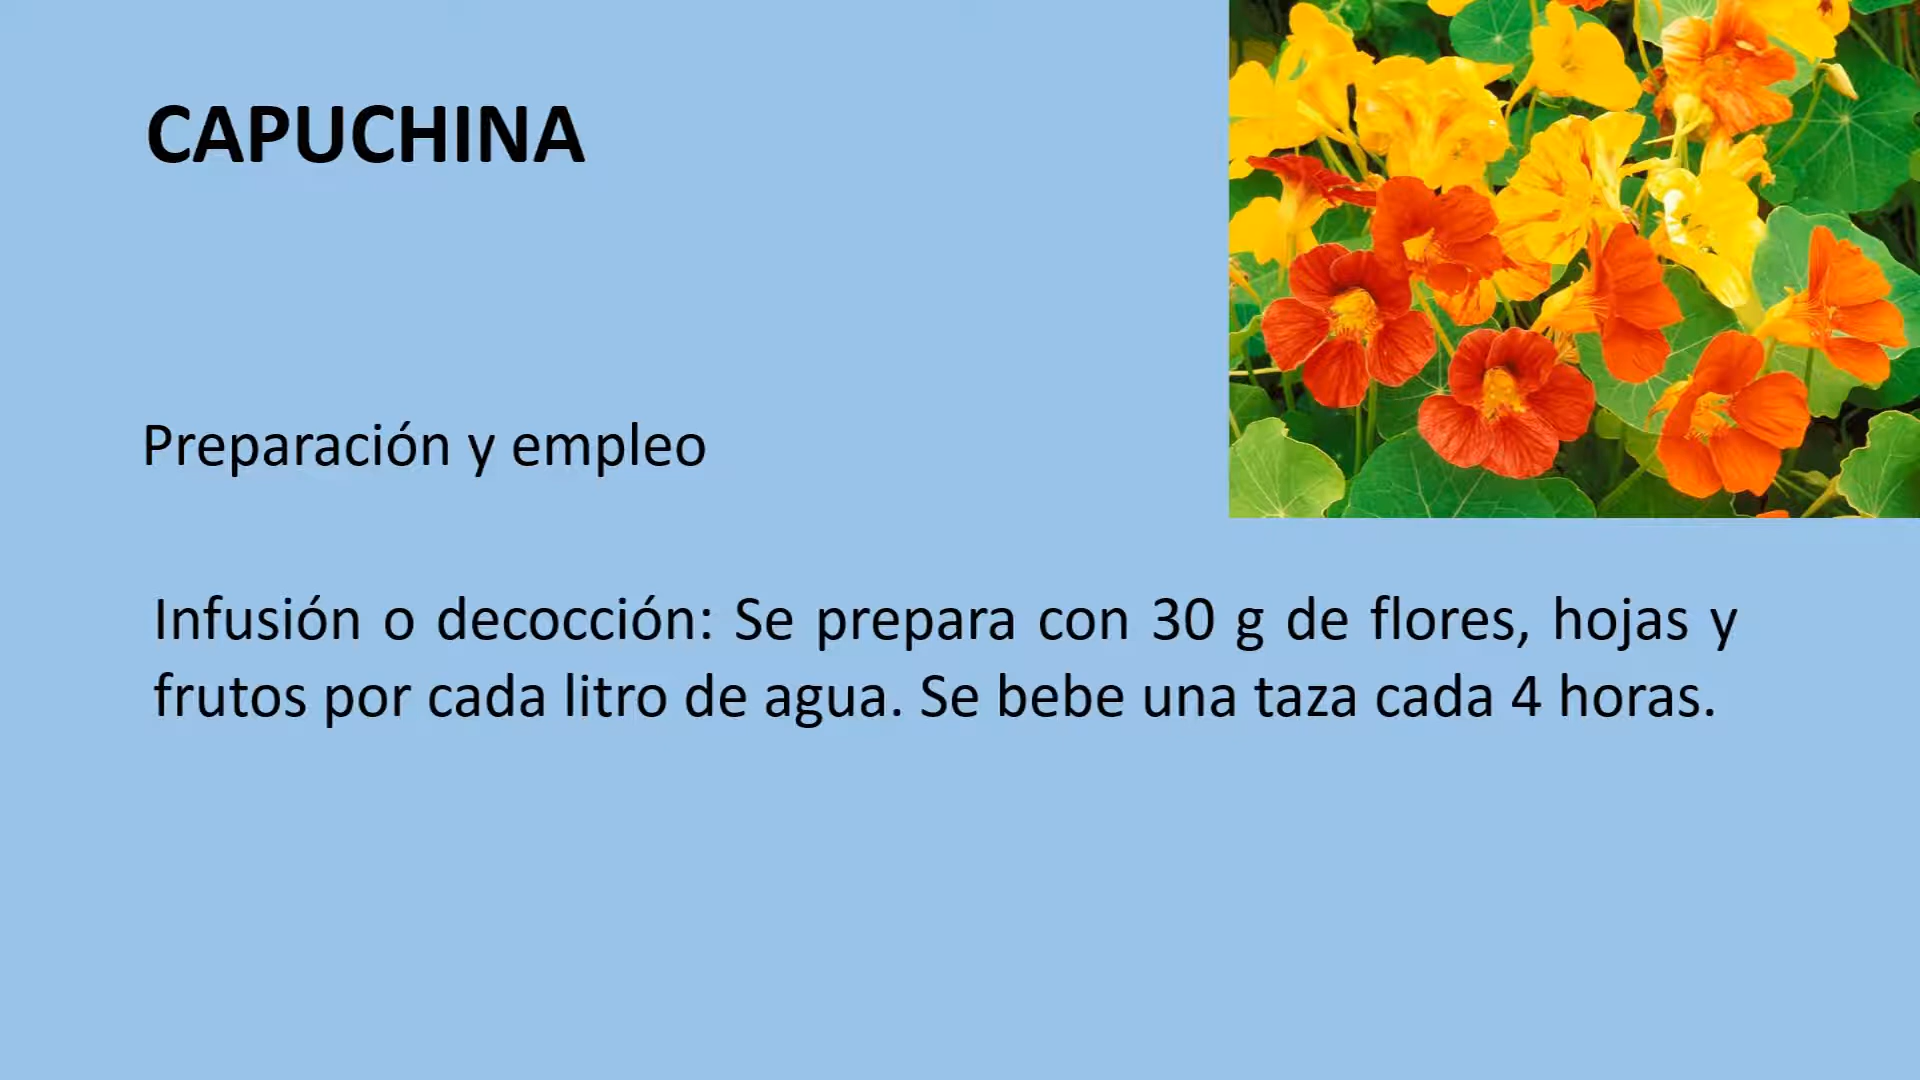 CAPUCHINA
Preparación y empleo
Infusión o decocción: Se prepara con 30 g de flores, hojas y
frutos por cada litro de agua. Se bebe una taza cada 4 horas.